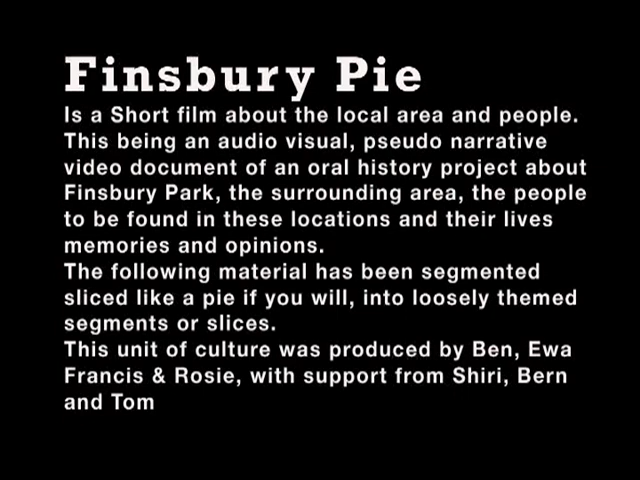 Finsbury Pie
Is a Short film about the local area and people.
This being an audio visual, pseudo narrative
video document of an oral history project about
Finsbury Park, the surrounding area, the people
to be found in these locations and their lives
memories and opinions.
The following material has been segmented
sliced like a pie if you will, into loosely themed
segments or slices.
This unit of culture was produced by Ben, Ewa
Francis & Rosie, with support from Shiri, Bern
and Tom